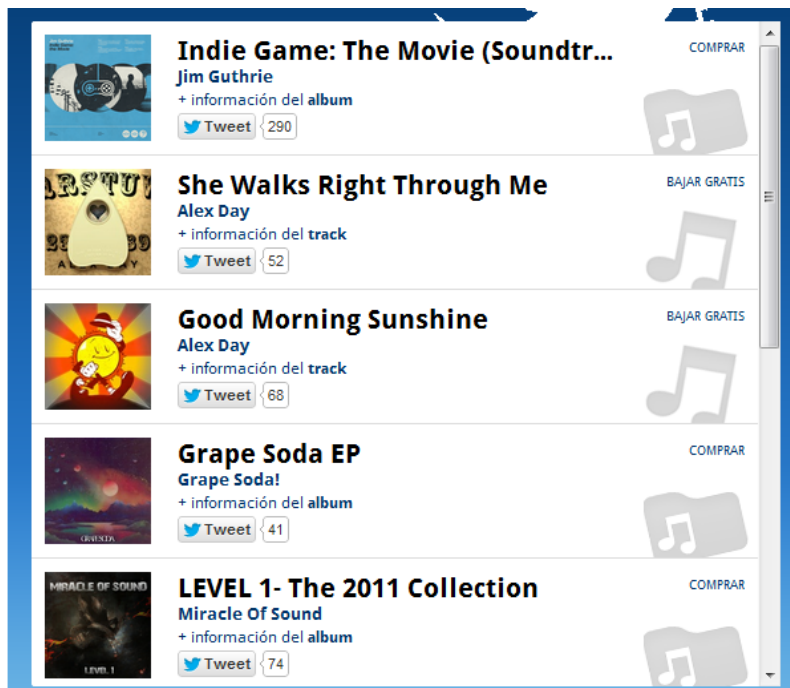 Indie Game: The Movie (Soundtr...
COMPRAR
Jim Guthrie
+ información del album
Tweet 290
She Walks Right Through Me
BAJAR GRATIS
Alex Day
+ información del track
Tweet 52
Good Morning Sunshine
BAJAR GRATIS
Alex Day
+ información del track
Tweet 68
Grape Soda EP
COMPRAR
Grape Soda!
+ información del album
Tweet 41
GRAPE SODA
MIRACLE OF SOUND
LEVEL 1
LEVEL 1- The 2011 Collection
COMPRAR
Miracle Of Sound
+ información del album
Tweet 74